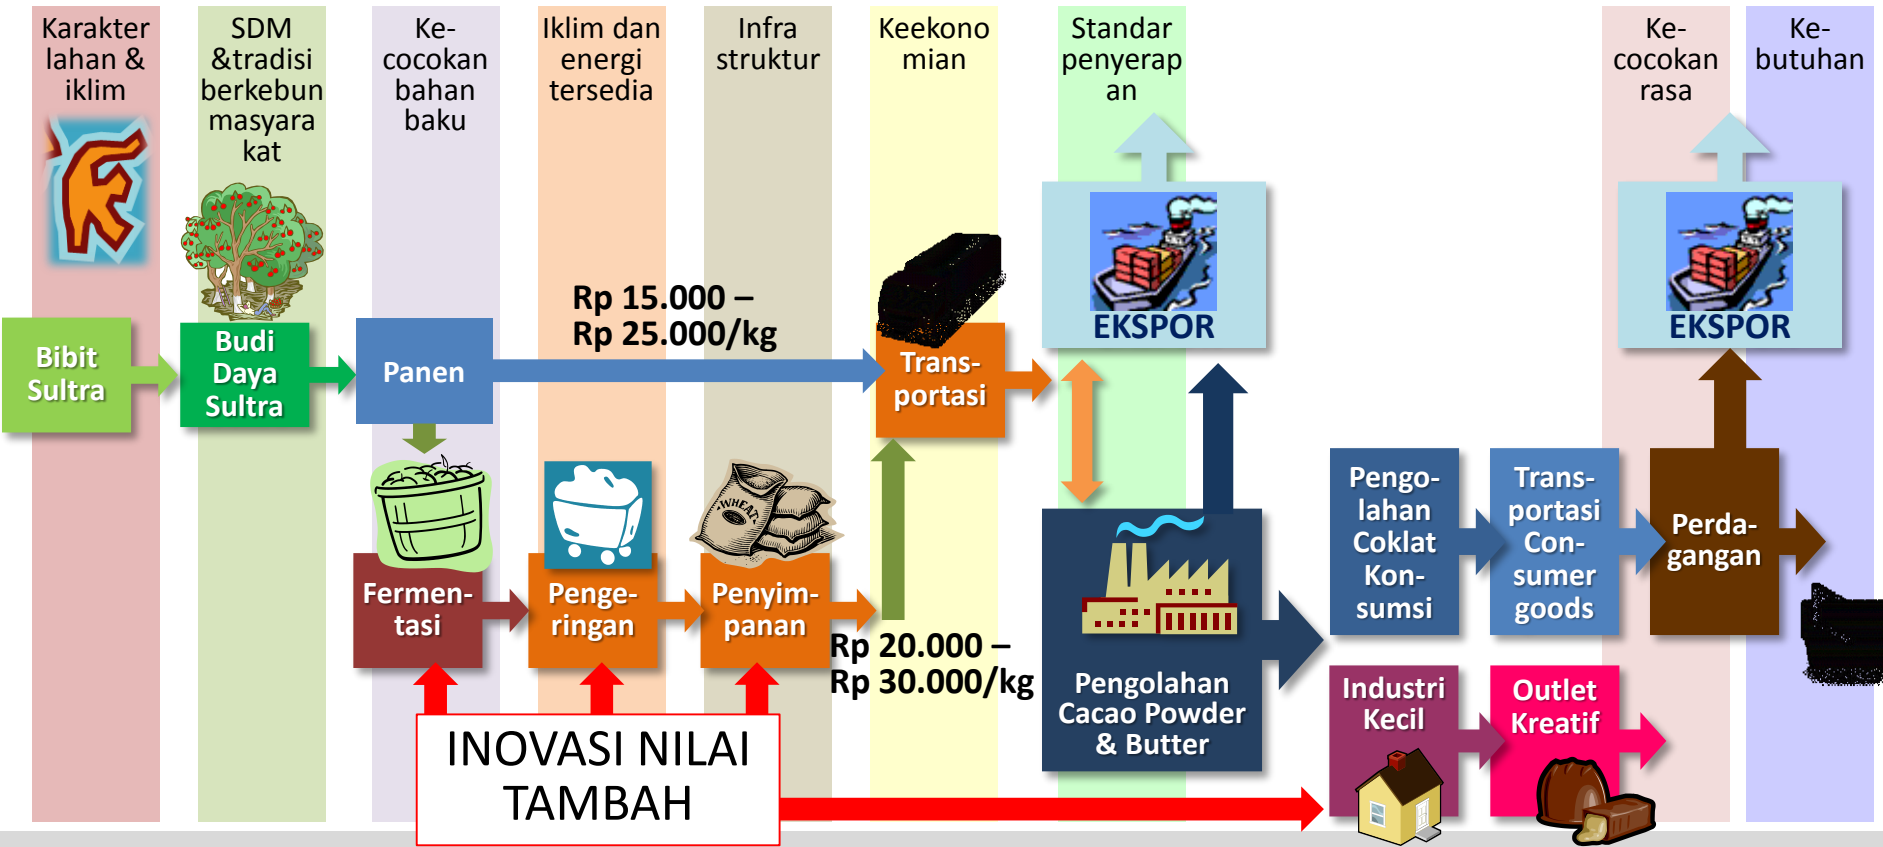 Karakter
lahan &
iklim
SDM
&tradisi
berkebun
masyara
kat
Ke-
cocokan
bahan
baku
Iklim dan
energi
tersedia
Infra
struktur
Keekono
mian
Standar
penyerap
an
Ke-
cocokan
rasa
Ke-
butuhan
Bibit
Sultra
Budi
Daya
Sultra
Panen
Rp 15.000 –
Rp 25.000/kg
Trans-
portasi
EKSPOR
EKSPOR
WHEAT
Fermen-
tasi
Penge-
ringan
Penyim-
panan
Rp 20.000 –
Rp 30.000/kg
Pengolahan
Cacao Powder
& Butter
Pengo-
lahan
Coklat
Kon-
sumsi
Trans-
portasi
Con-
sumer
goods
Perda-
gangan
Industri
Kecil
Outlet
Kreatif
INOVASI NILAI
TAMBAH